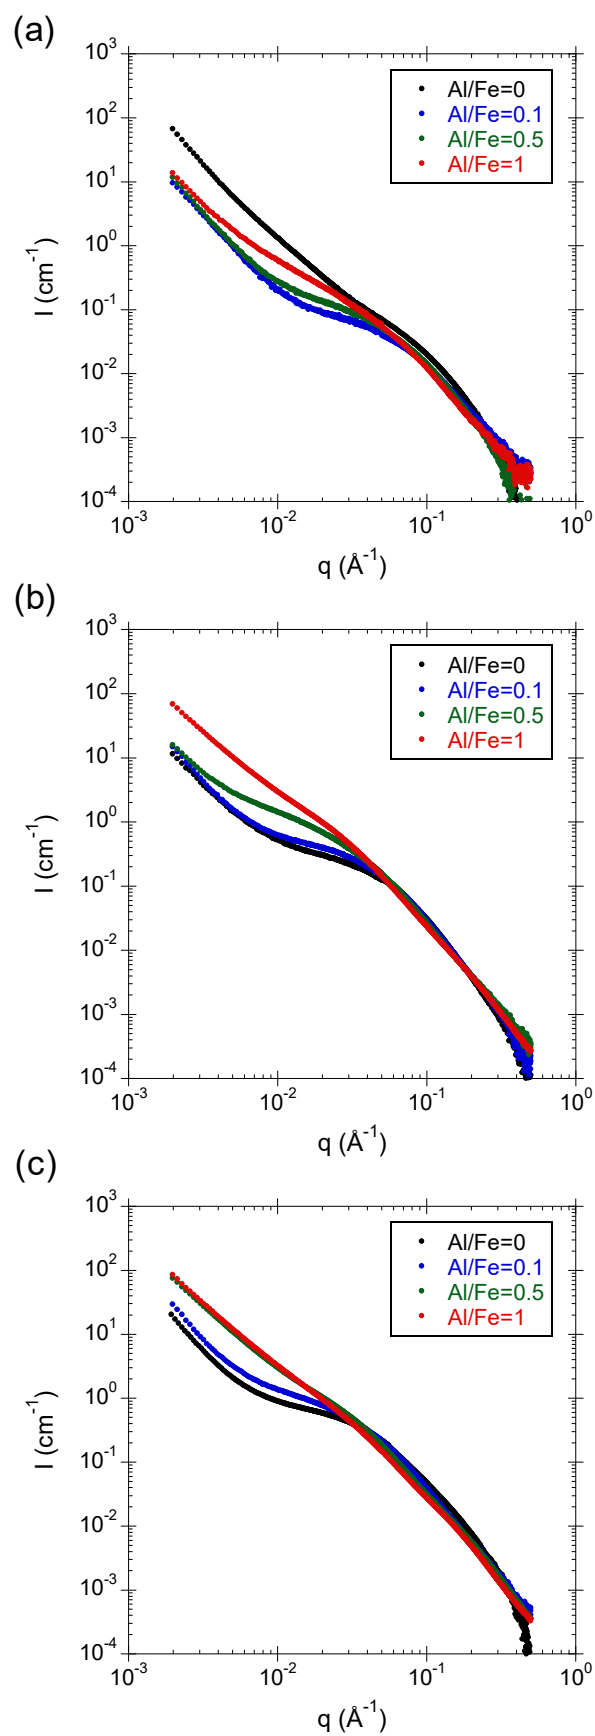 (a)
10³
10²
10¹
10⁰
10⁻¹
10⁻²
10⁻³
10⁻⁴
I (cm⁻¹)
Al/Fe=0
Al/Fe=0.1
Al/Fe=0.5
Al/Fe=1
10⁻³ 10⁻² 10⁻¹ 10⁰
q (Å⁻¹)
(b)
10³
10²
10¹
10⁰
10⁻¹
10⁻²
10⁻³
10⁻⁴
I (cm⁻¹)
Al/Fe=0
Al/Fe=0.1
Al/Fe=0.5
Al/Fe=1
10⁻³ 10⁻² 10⁻¹ 10⁰
q (Å⁻¹)
(c)
10³
10²
10¹
10⁰
10⁻¹
10⁻²
10⁻³
10⁻⁴
I (cm⁻¹)
Al/Fe=0
Al/Fe=0.1
Al/Fe=0.5
Al/Fe=1
10⁻³ 10⁻² 10⁻¹ 10⁰
q (Å⁻¹)